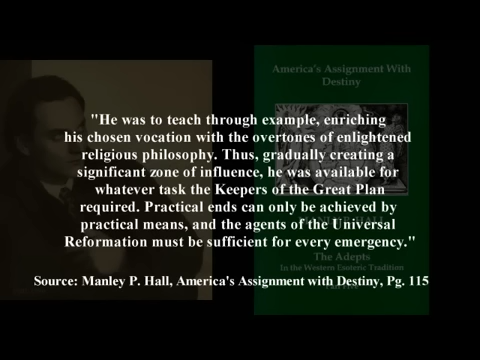 America's Assignment With
Destiny
"He was to teach through example, enriching
his chosen vocation with the overtones of enlightened
religious philosophy. Thus, gradually creating a
significant zone of influence, he was available for
whatever task the Keepers of the Great Plan
required. Practical ends can only be achieved by
practical means, and the agents of the Universal
Reformation must be sufficient for every emergency."
The Adepts
In the Western Esoteric Tradition
Source: Manley P. Hall, America's Assignment with Destiny, Pg. 115